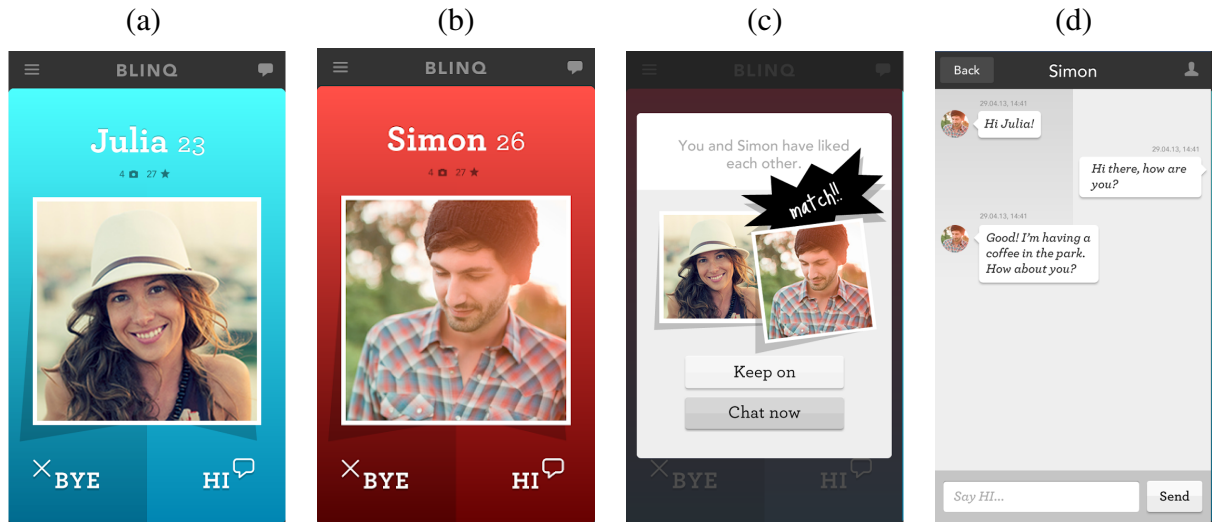 (a)
BLINQ
Julia 23
4 27
BYE
HI
(b)
BLINQ
Simon 26
4 27
BYE
HI
(c)
BLINQ
You and Simon have liked
each other.
match!!
Keep on
Chat now
BYE
HI
(d)
Back
Simon
29.04.13, 14:41
Hi Julia!
29.04.13, 14:41
Hi there, how are
you?
29.04.13, 14:41
Good! I'm having a
coffee in the park.
How about you?
Say HI...
Send